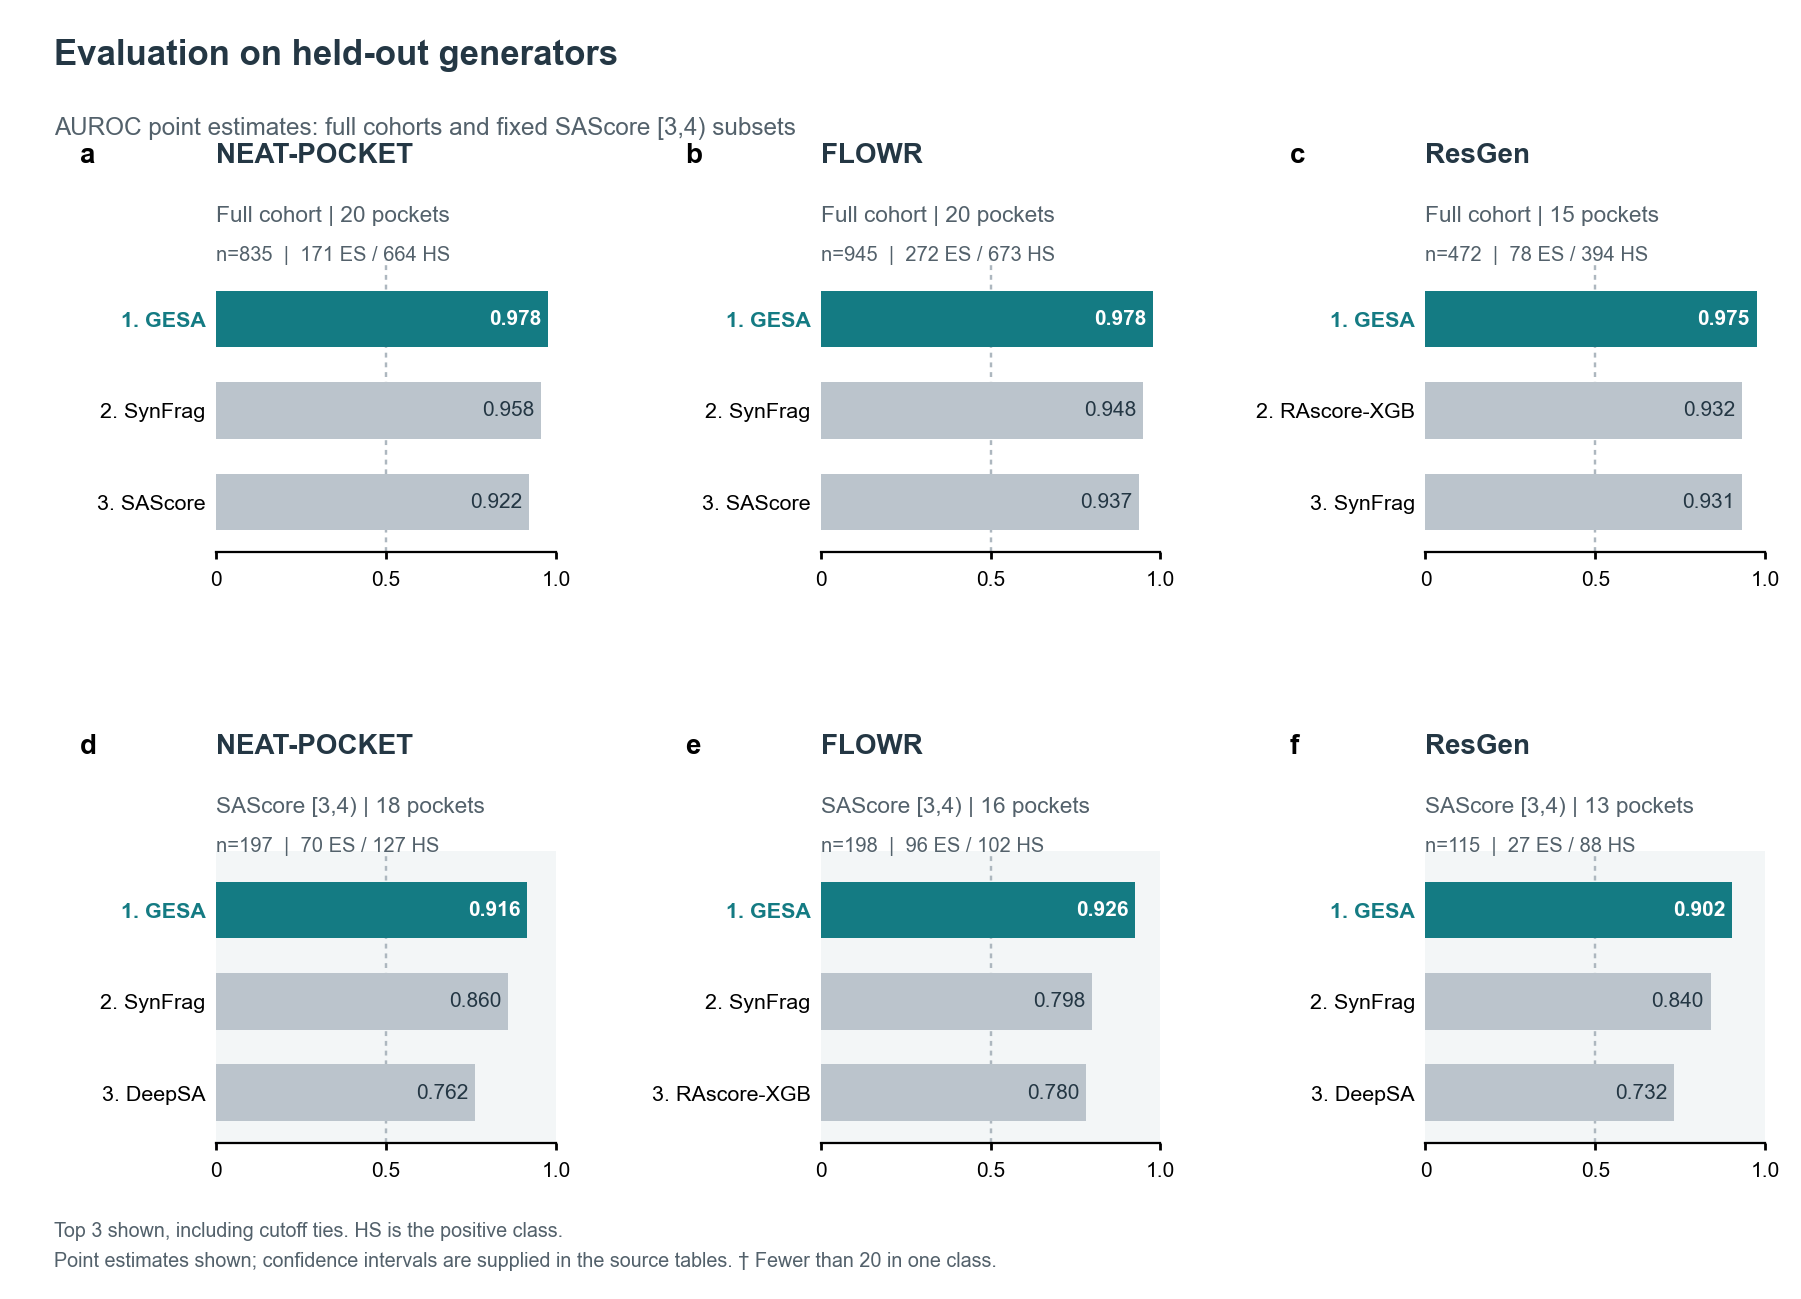 Evaluation on held-out generators
AUROC point estimates: full cohorts and fixed SAScore [3,4) subsets
a
NEAT-POCKET
Full cohort | 20 pockets
n=835 | 171 ES / 664 HS
1. GESA
0.978
2. SynFrag
0.958
3. SAScore
0.922
0 0.5 1.0
b
FLOWR
Full cohort | 20 pockets
n=945 | 272 ES / 673 HS
1. GESA
0.978
2. SynFrag
0.948
3. SAScore
0.937
0 0.5 1.0
c
ResGen
Full cohort | 15 pockets
n=472 | 78 ES / 394 HS
1. GESA
0.975
2. RAscore-XGB
0.932
3. SynFrag
0.931
0 0.5 1.0
d
NEAT-POCKET
SAScore [3,4) | 18 pockets
n=197 | 70 ES / 127 HS
1. GESA
0.916
2. SynFrag
0.860
3. DeepSA
0.762
0 0.5 1.0
e
FLOWR
SAScore [3,4) | 16 pockets
n=198 | 96 ES / 102 HS
1. GESA
0.926
2. SynFrag
0.798
3. RAscore-XGB
0.780
0 0.5 1.0
f
ResGen
SAScore [3,4) | 13 pockets
n=115 | 27 ES / 88 HS
1. GESA
0.902
2. SynFrag
0.840
3. DeepSA
0.732
0 0.5 1.0
Top 3 shown, including cutoff ties. HS is the positive class.
Point estimates shown; confidence intervals are supplied in the source tables. † Fewer than 20 in one class.